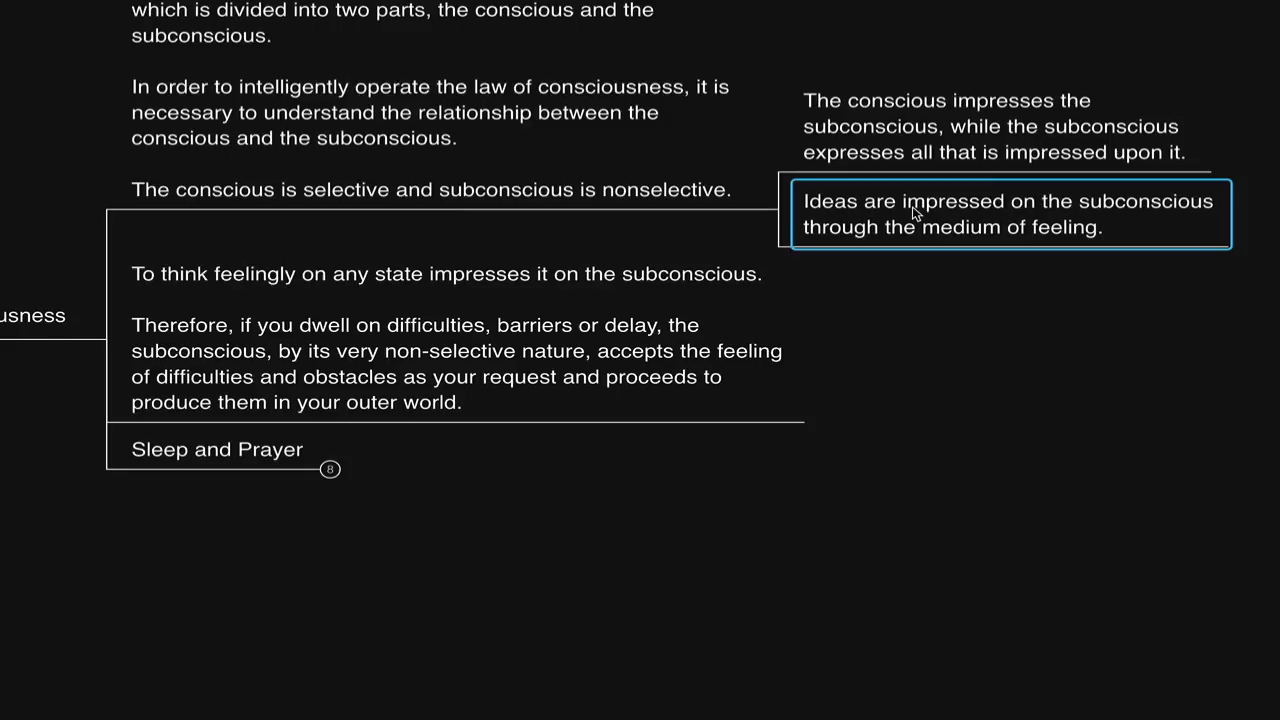 which is divided into two parts, the conscious and the
subconscious.
In order to intelligently operate the law of consciousness, it is
necessary to understand the relationship between the
conscious and the subconscious.
The conscious is selective and subconscious is nonselective.
The conscious impresses the
subconscious, while the subconscious
expresses all that is impressed upon it.
Ideas are impressed on the subconscious
through the medium of feeling.
To think feelingly on any state impresses it on the subconscious.
Therefore, if you dwell on difficulties, barriers or delay, the
subconscious, by its very non-selective nature, accepts the feeling
of difficulties and obstacles as your request and proceeds to
produce them in your outer world.
usness
Sleep and Prayer
8